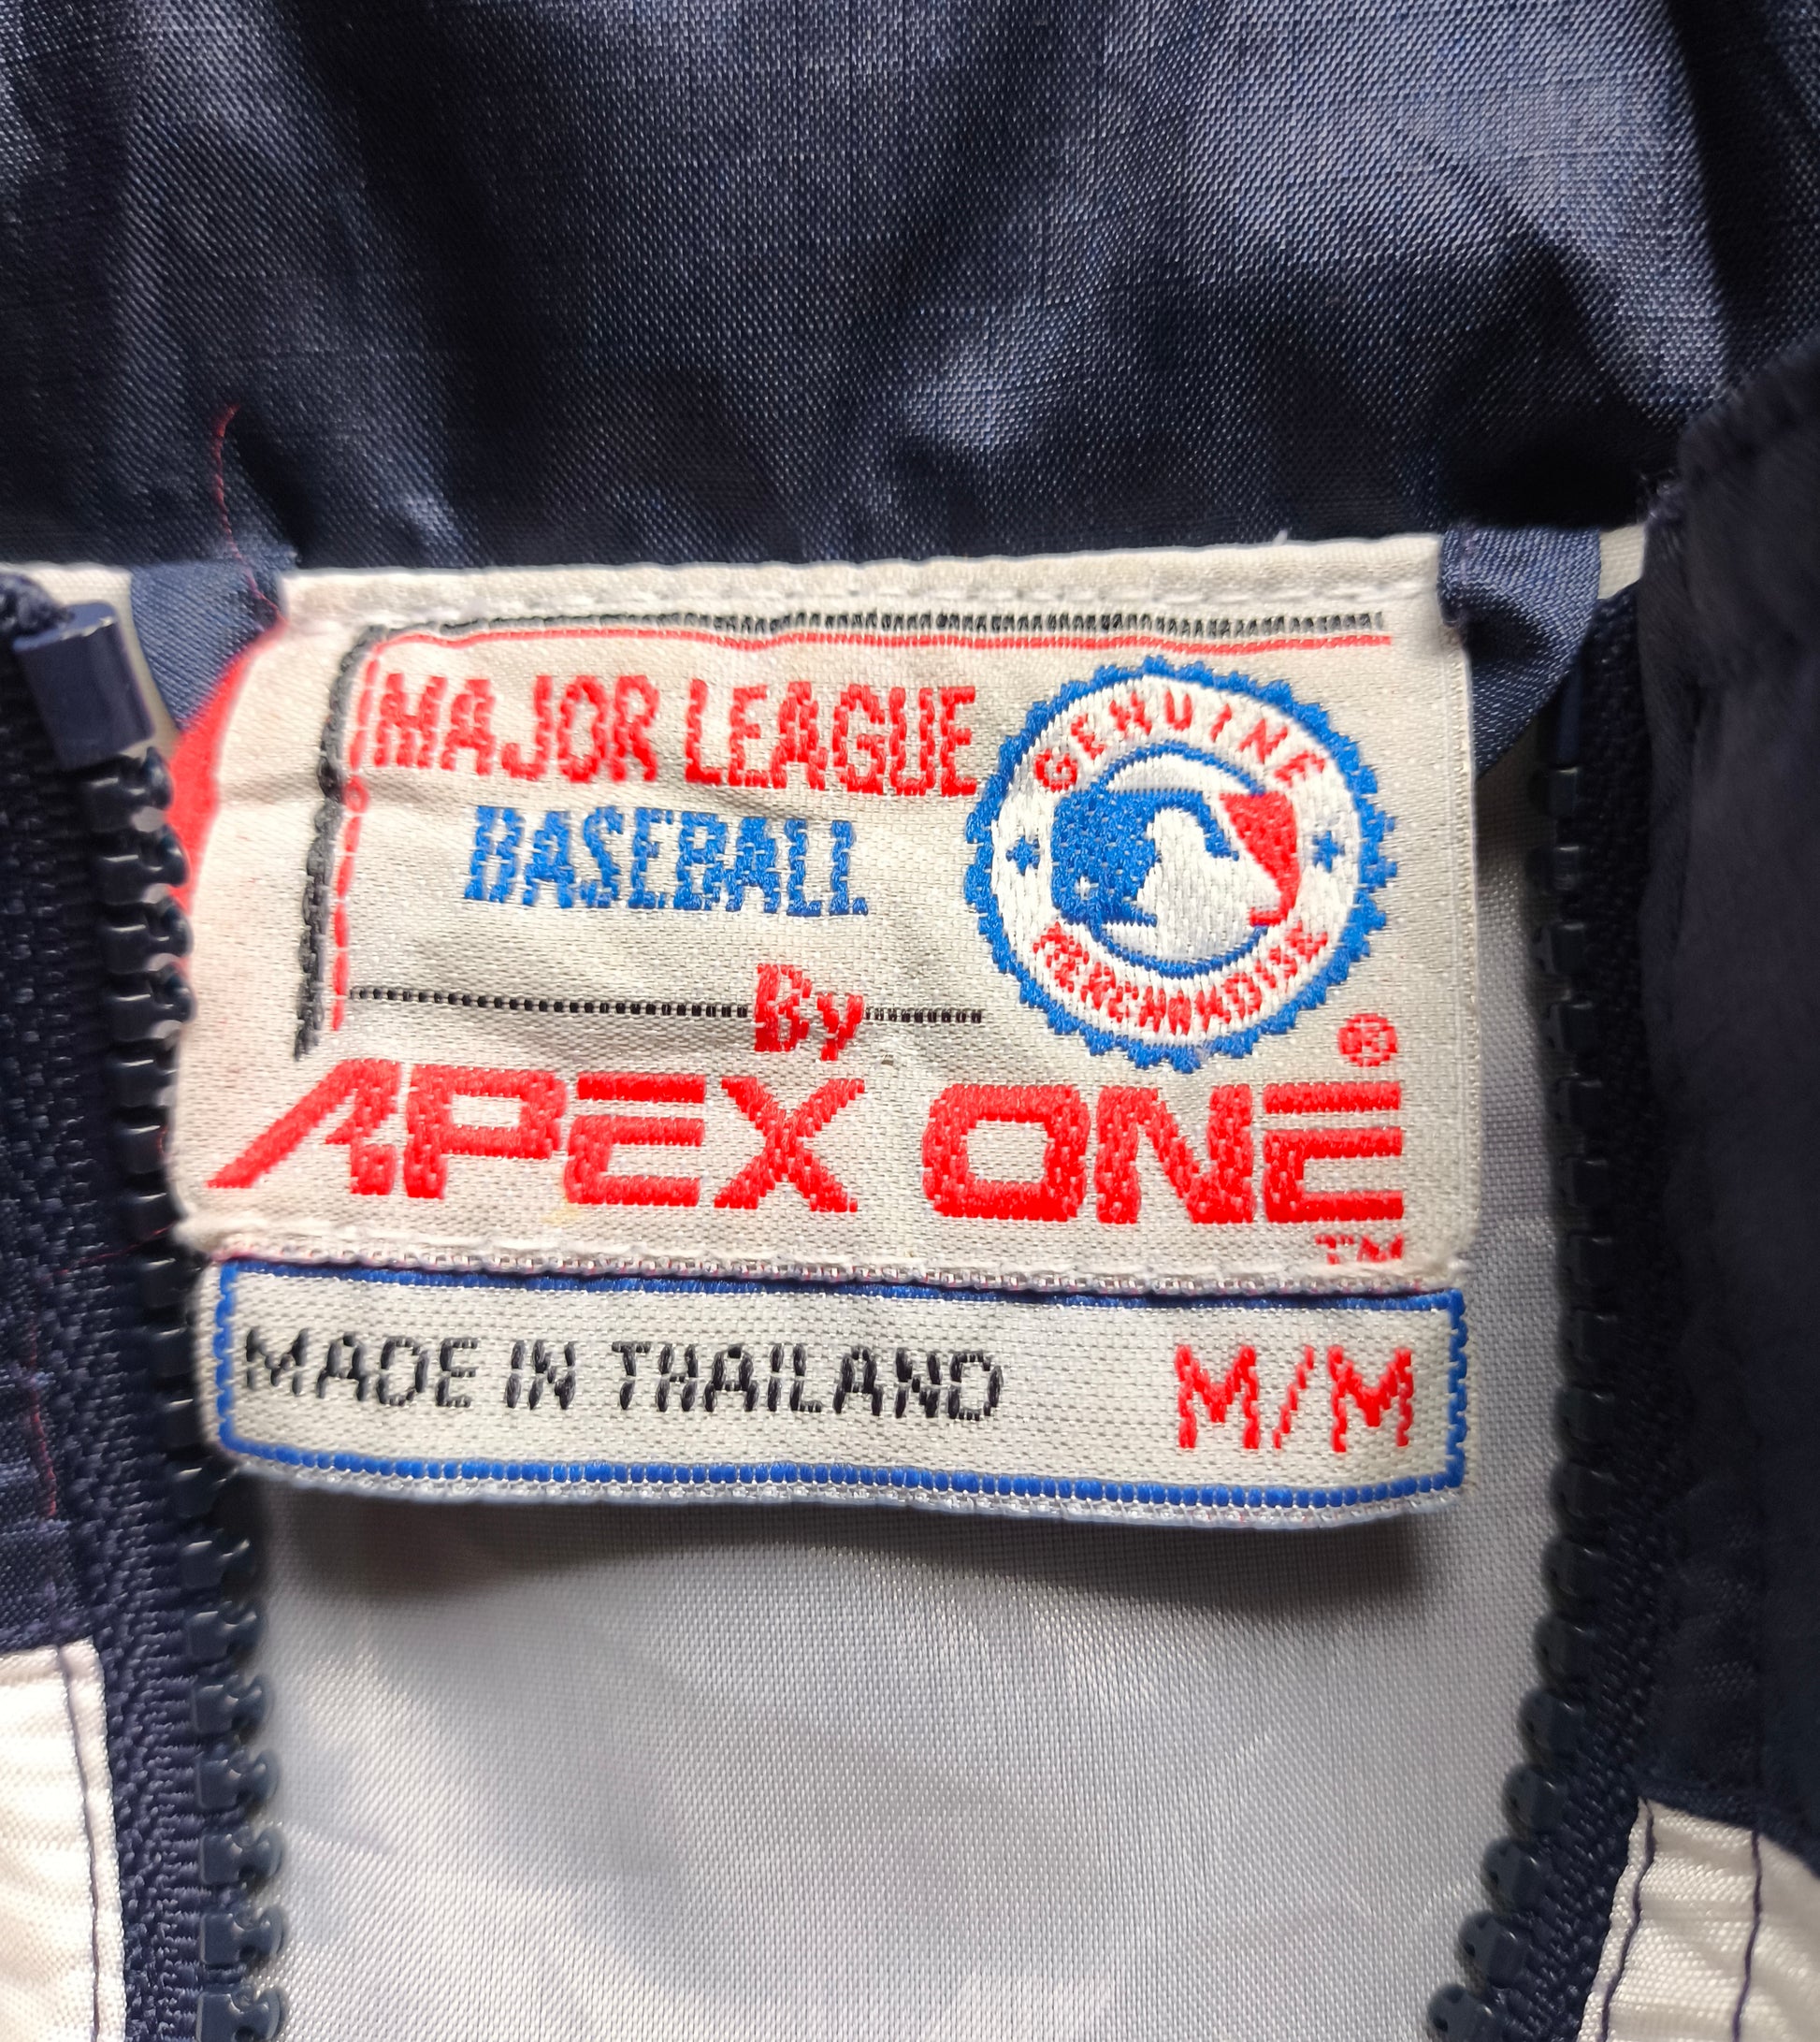 MAJOR LEAGUE
BASEBALL
GENUINE
MERCHANDISE
By
®
APEX ONE
TM
MADE IN THAILAND M/M